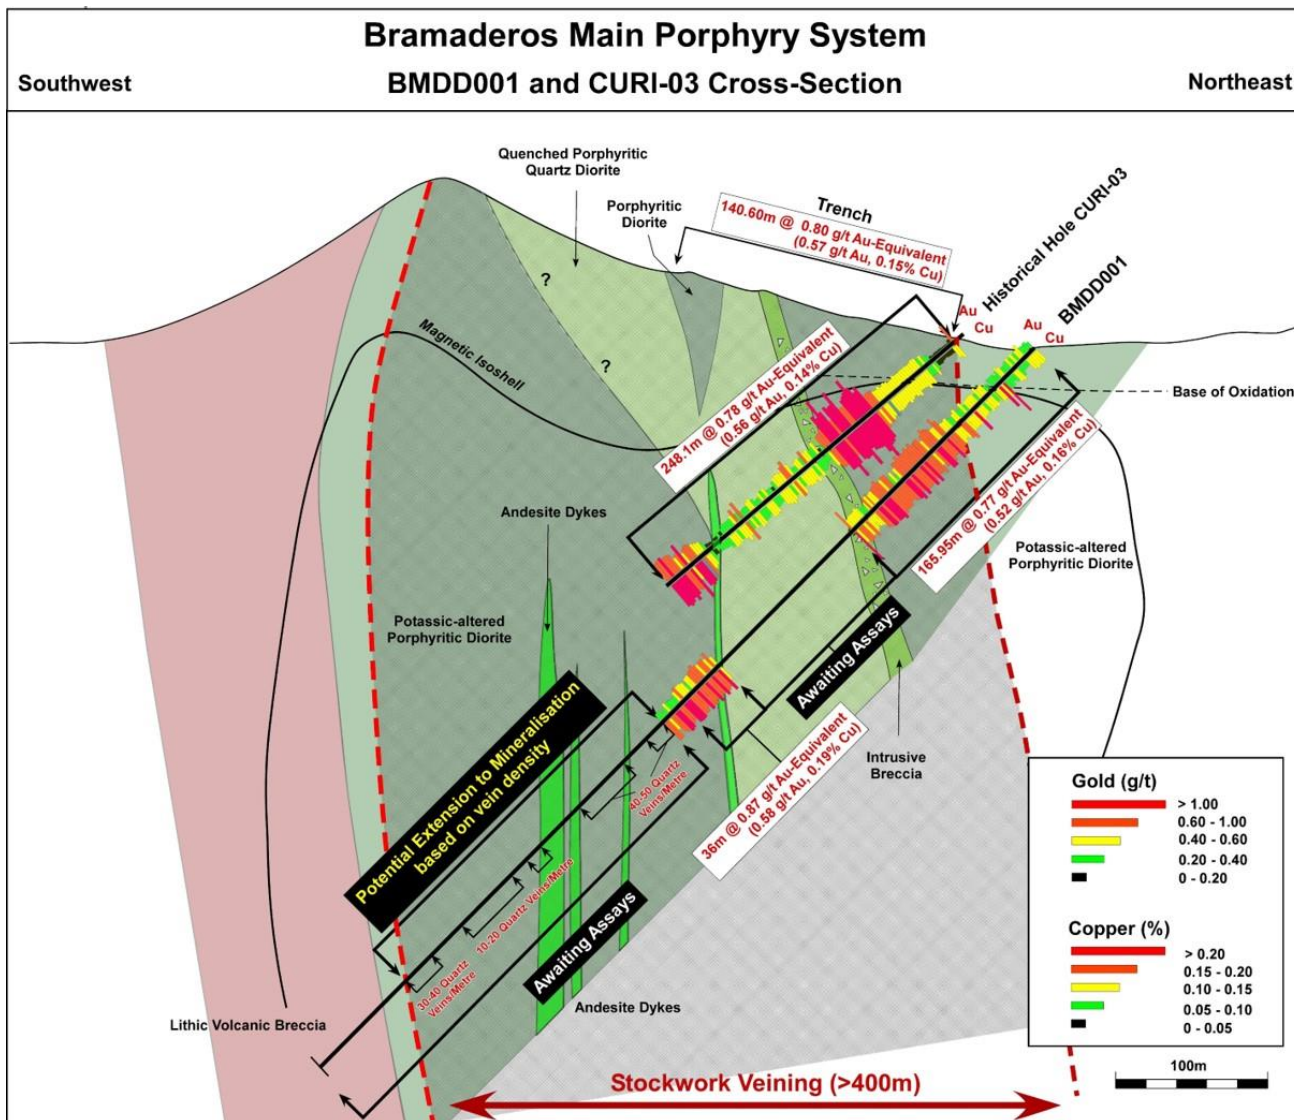 Bramaderos Main Porphyry System
Southwest
BMDD001 and CURI-03 Cross-Section
Northeast
Quenched Porphyritic
Quartz Diorite
Porphyritic
Diorite
Trench
140.60m @ 0.80 g/t Au-Equivalent
(0.57 g/t Au, 0.15% Cu)
Historical Hole CURI-03
BMDD001
Au
Cu
Au
Cu
?
?
Magnetic Isoshell
248.1m @ 0.78 g/t Au-Equivalent
(0.56 g/t Au, 0.14% Cu)
Base of Oxidation
165.95m @ 0.77 g/t Au-Equivalent
(0.52 g/t Au, 0.16% Cu)
Andesite Dykes
Potassic-altered
Porphyritic Diorite
Potassic-altered
Porphyritic Diorite
Awaiting Assays
Potential Extension to Mineralisation
based on vein density
Intrusive
Breccia
40-50 Quartz
Veins/Metre
36m @ 0.87 g/t Au-Equivalent
(0.58 g/t Au, 0.19% Cu)
10-20 Quartz Veins/Metre
Awaiting Assays
30-40 Quartz
Veins/Metre
Andesite Dykes
Lithic Volcanic Breccia
Gold (g/t)
> 1.00
0.60 - 1.00
0.40 - 0.60
0.20 - 0.40
0 - 0.20
Copper (%)
> 0.20
0.15 - 0.20
0.10 - 0.15
0.05 - 0.10
0 - 0.05
100m
Stockwork Veining (>400m)